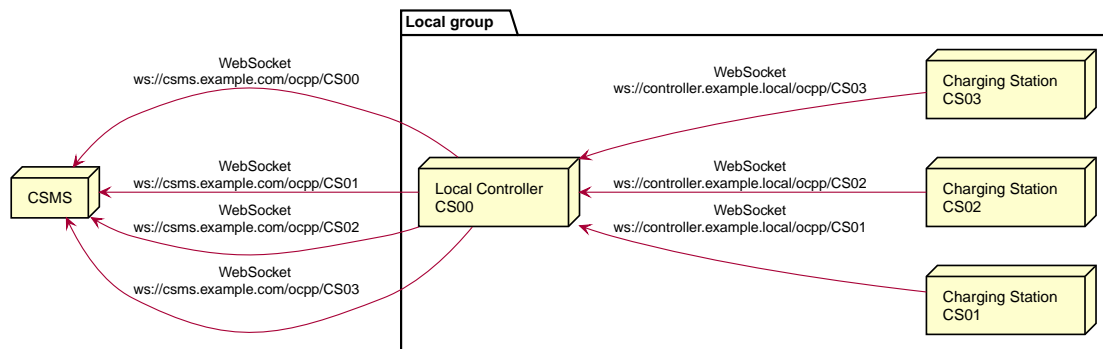 Local group
WebSocket
ws://csms.example.com/ocpp/CS00
WebSocket
ws://controller.example.local/ocpp/CS03
Charging Station
CS03
WebSocket
ws://csms.example.com/ocpp/CS01
CSMS
Local Controller
CS00
WebSocket
ws://controller.example.local/ocpp/CS02
Charging Station
CS02
WebSocket
ws://csms.example.com/ocpp/CS02
WebSocket
ws://controller.example.local/ocpp/CS01
WebSocket
ws://csms.example.com/ocpp/CS03
Charging Station
CS01